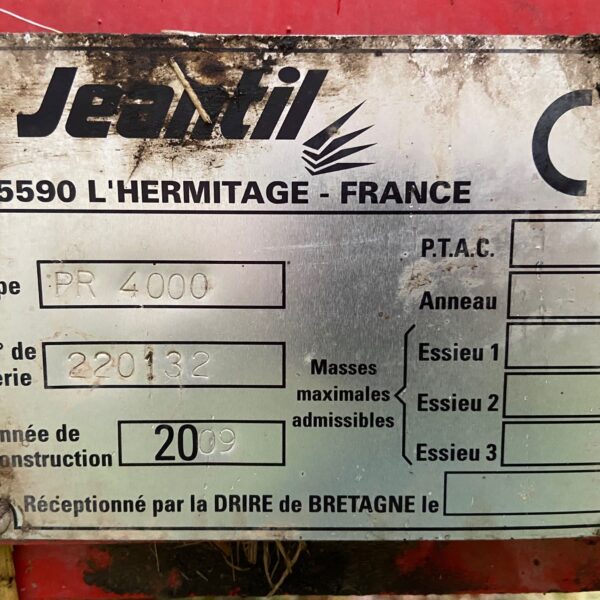 Jeantil
5590 L'HERMITAGE - FRANCE
C
P.T.A.C.
pe PR 4000
Anneau
° de
érie 220132
Masses
maximales
admissibles
Essieu 1
Essieu 2
Essieu 3
nnée de
onstruction 2009
Réceptionné par la DRIRE de BRETAGNE le